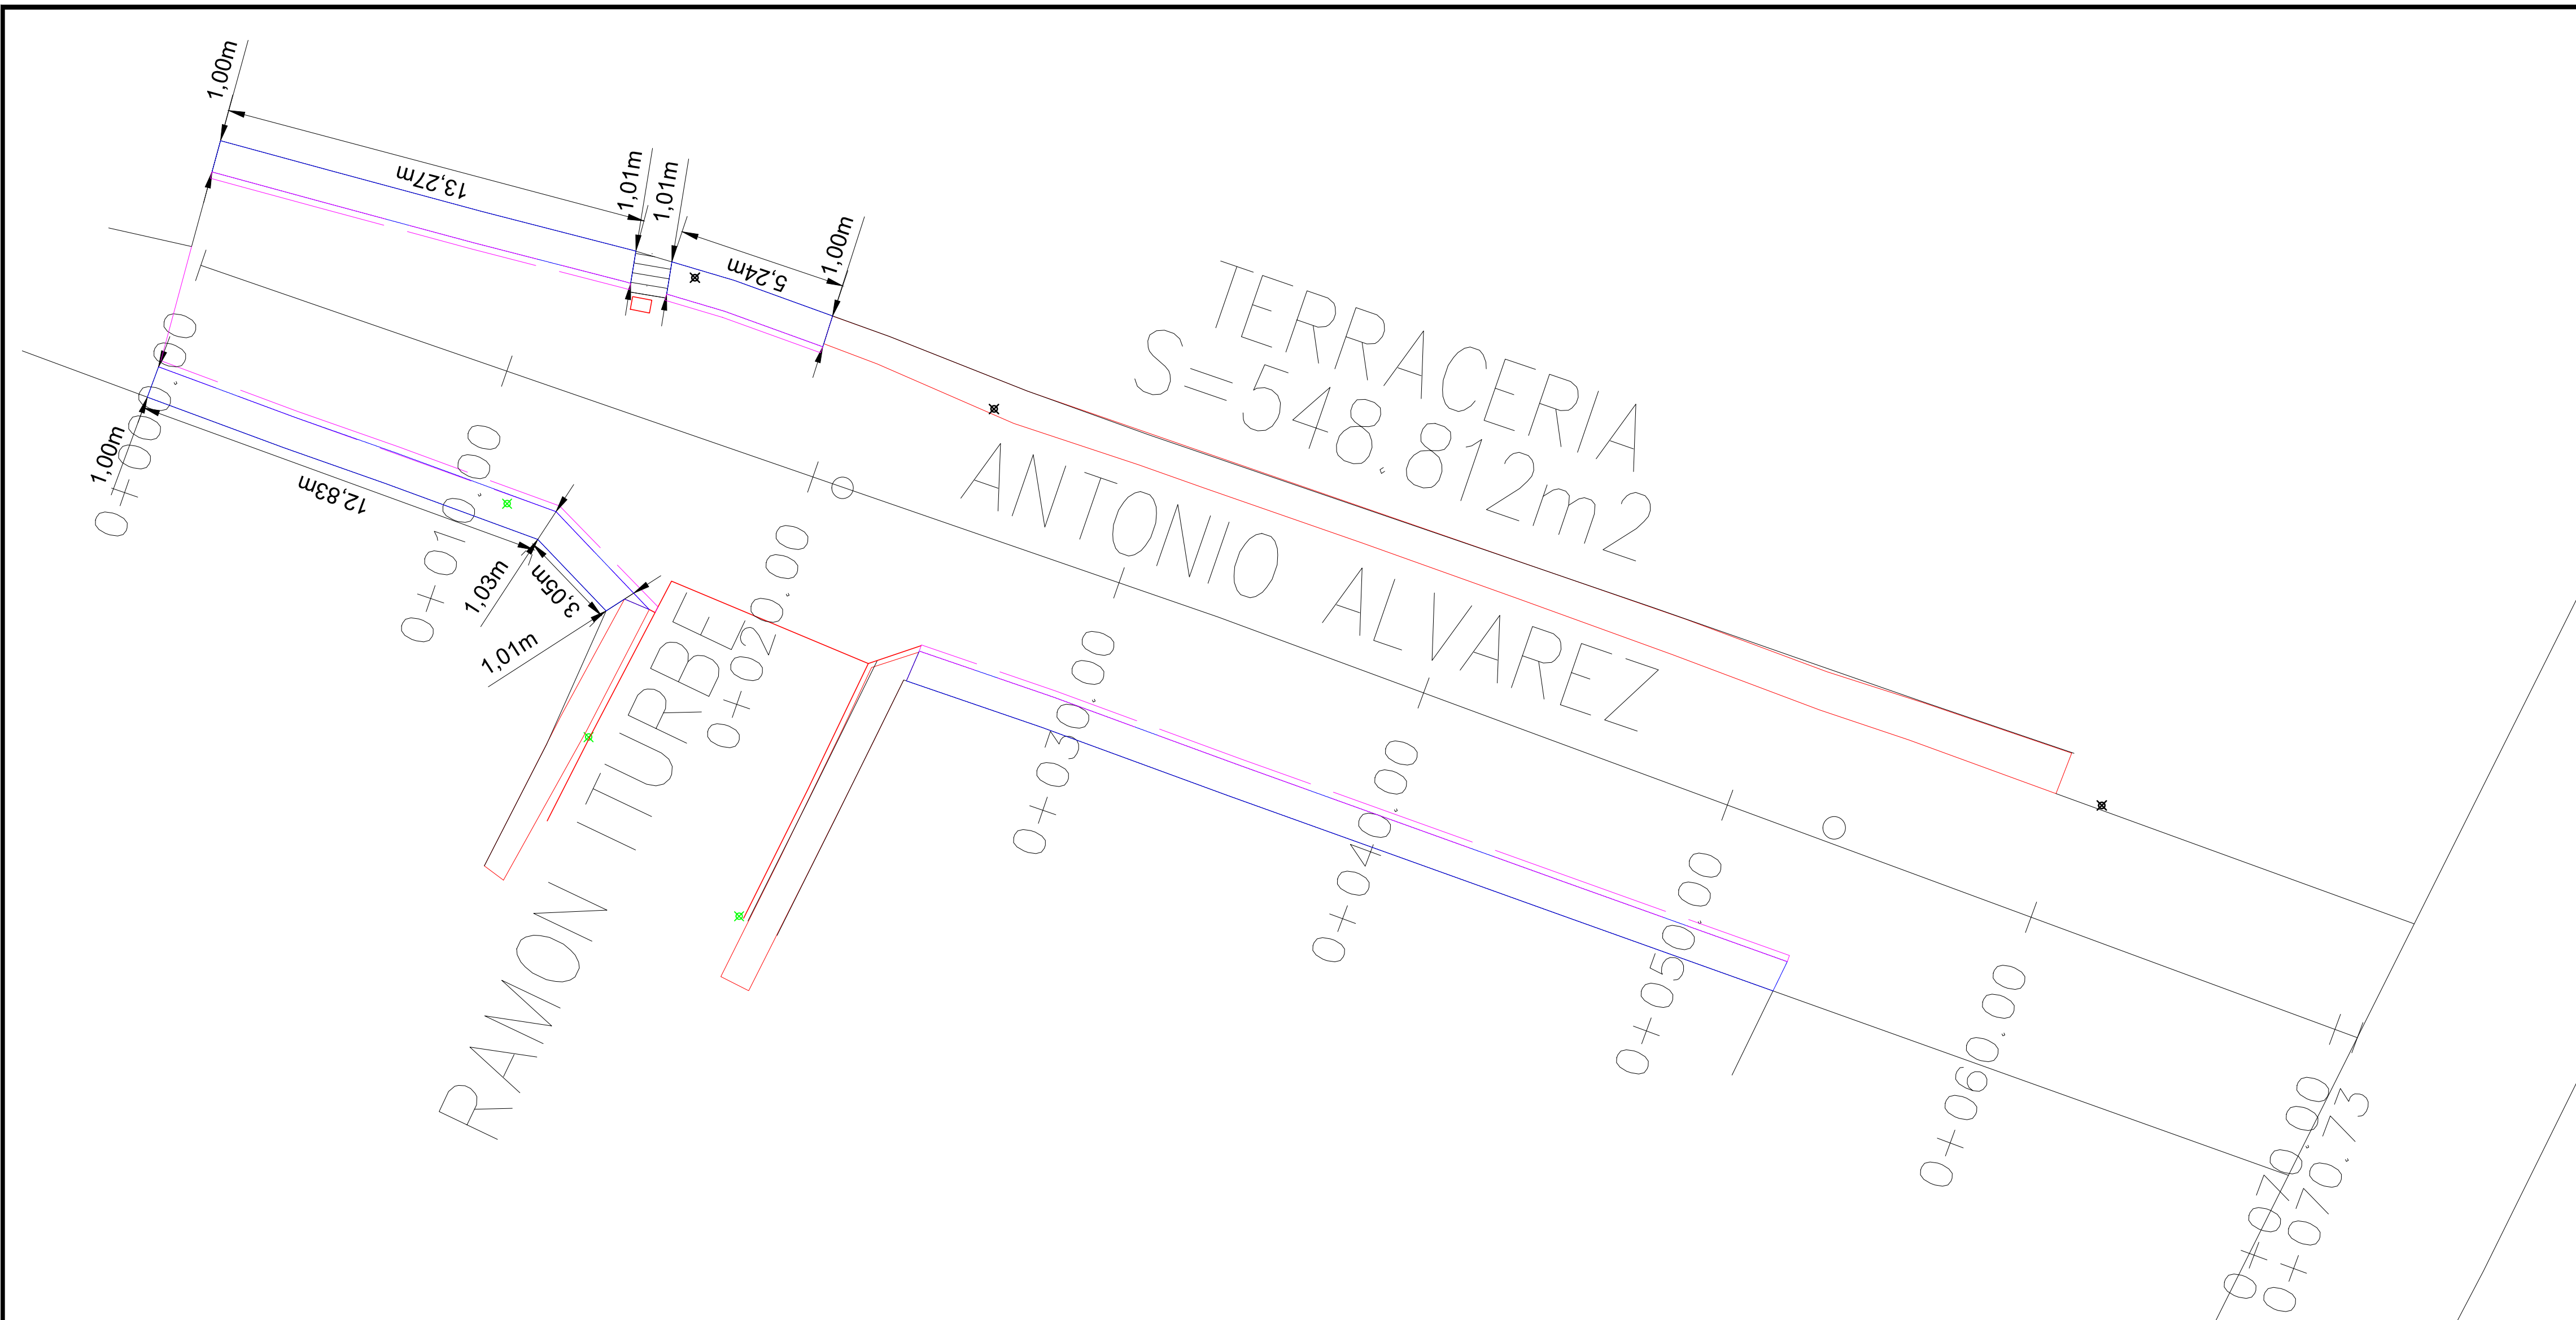 1,00m
13,27m
1,01m
1,01m
5,24m
1,00m
TERRACERIA
S=548.812m2
ANTONIO ALVAREZ
1,00m
12,83m
1,03m
3,05m
1,01m
RAMON ITURBE
0+000.00
0+010.00
0+020.00
0+030.00
0+040.00
0+050.00
0+060.00
0+070.00
0+070.73